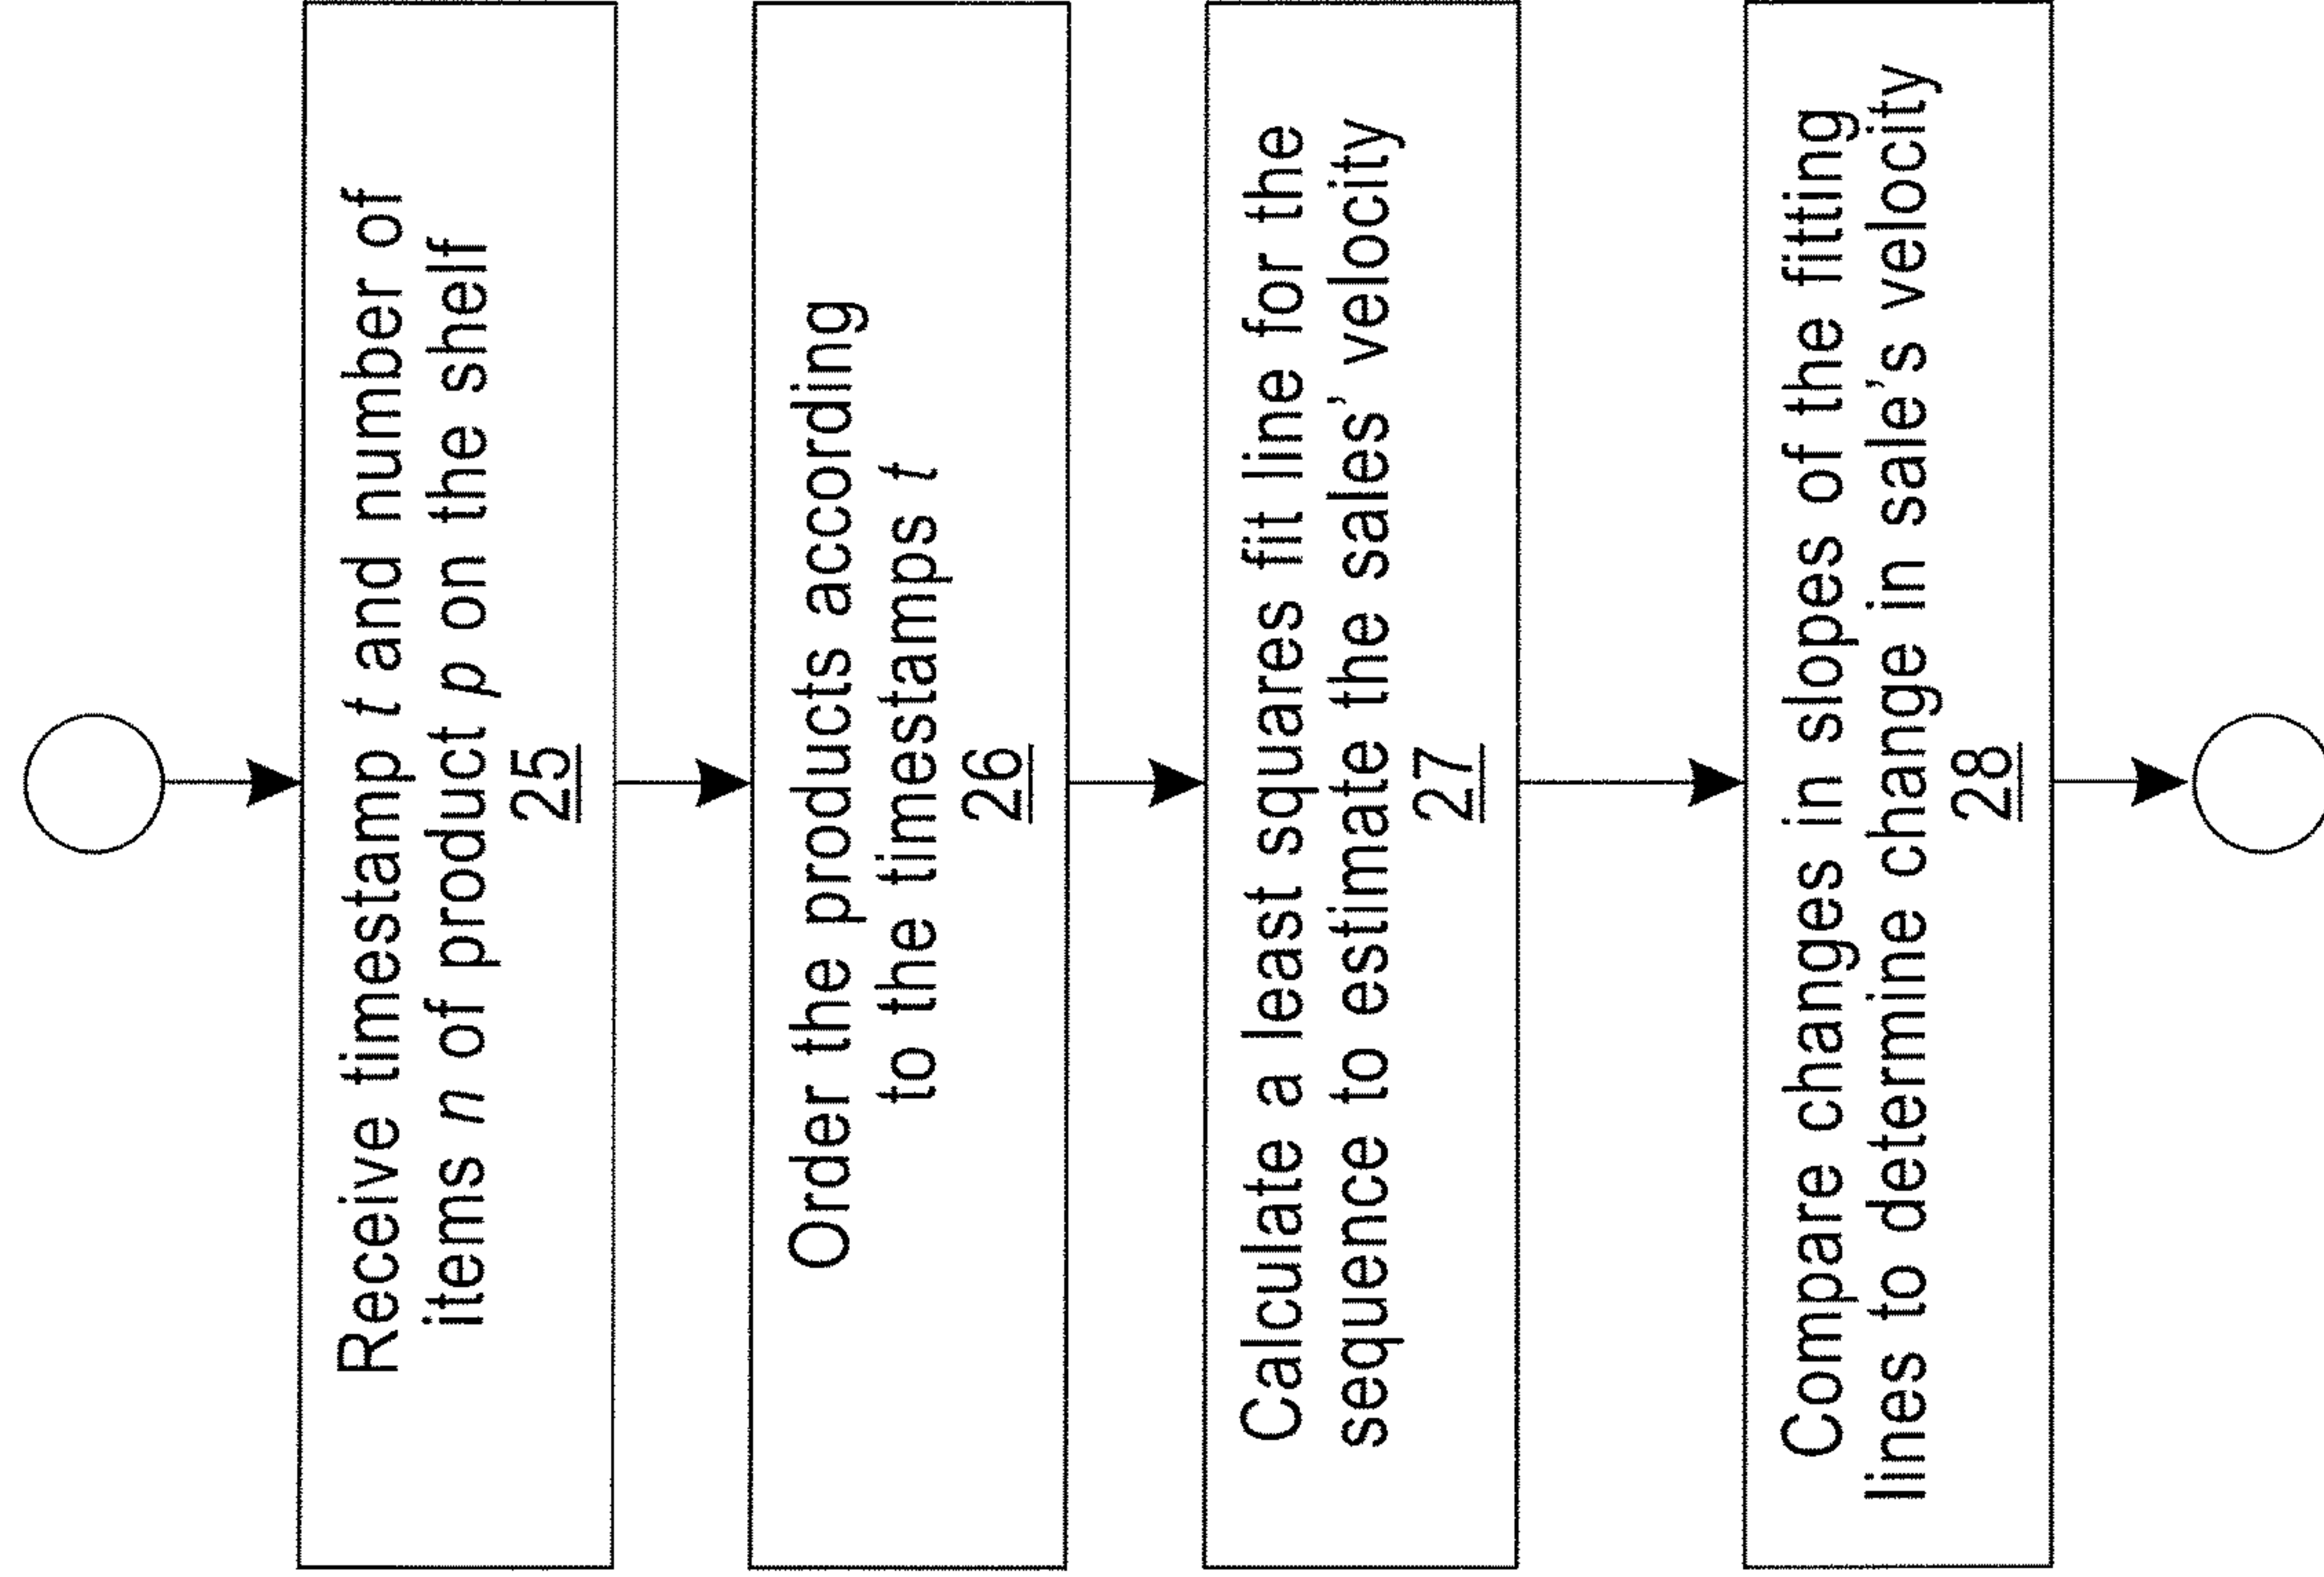 Receive timestamp t and number of
items n of product p on the shelf
25
Order the products according
to the timestamps t
26
Calculate a least squares fit line for the
sequence to estimate the sales’ velocity
27
Compare changes in slopes of the fitting
lines to determine change in sale’s velocity
28